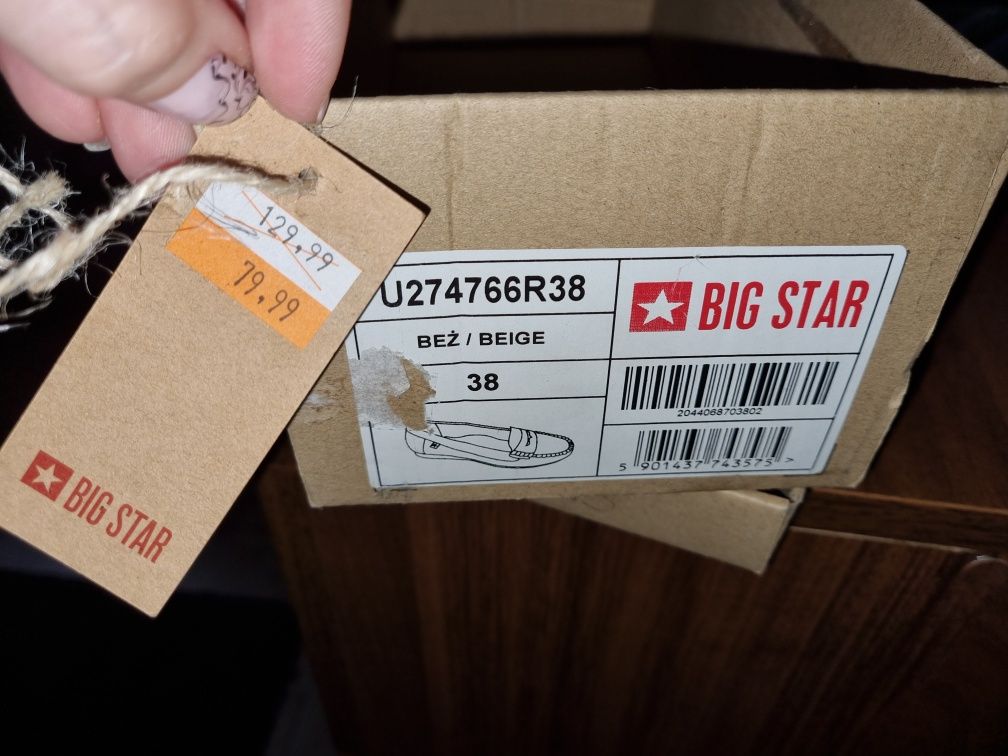 129,99
79,99
BIG STAR
U274766R38
BEŻ / BEIGE
38
BIG STAR
2044068703802
5 901437 743575 >